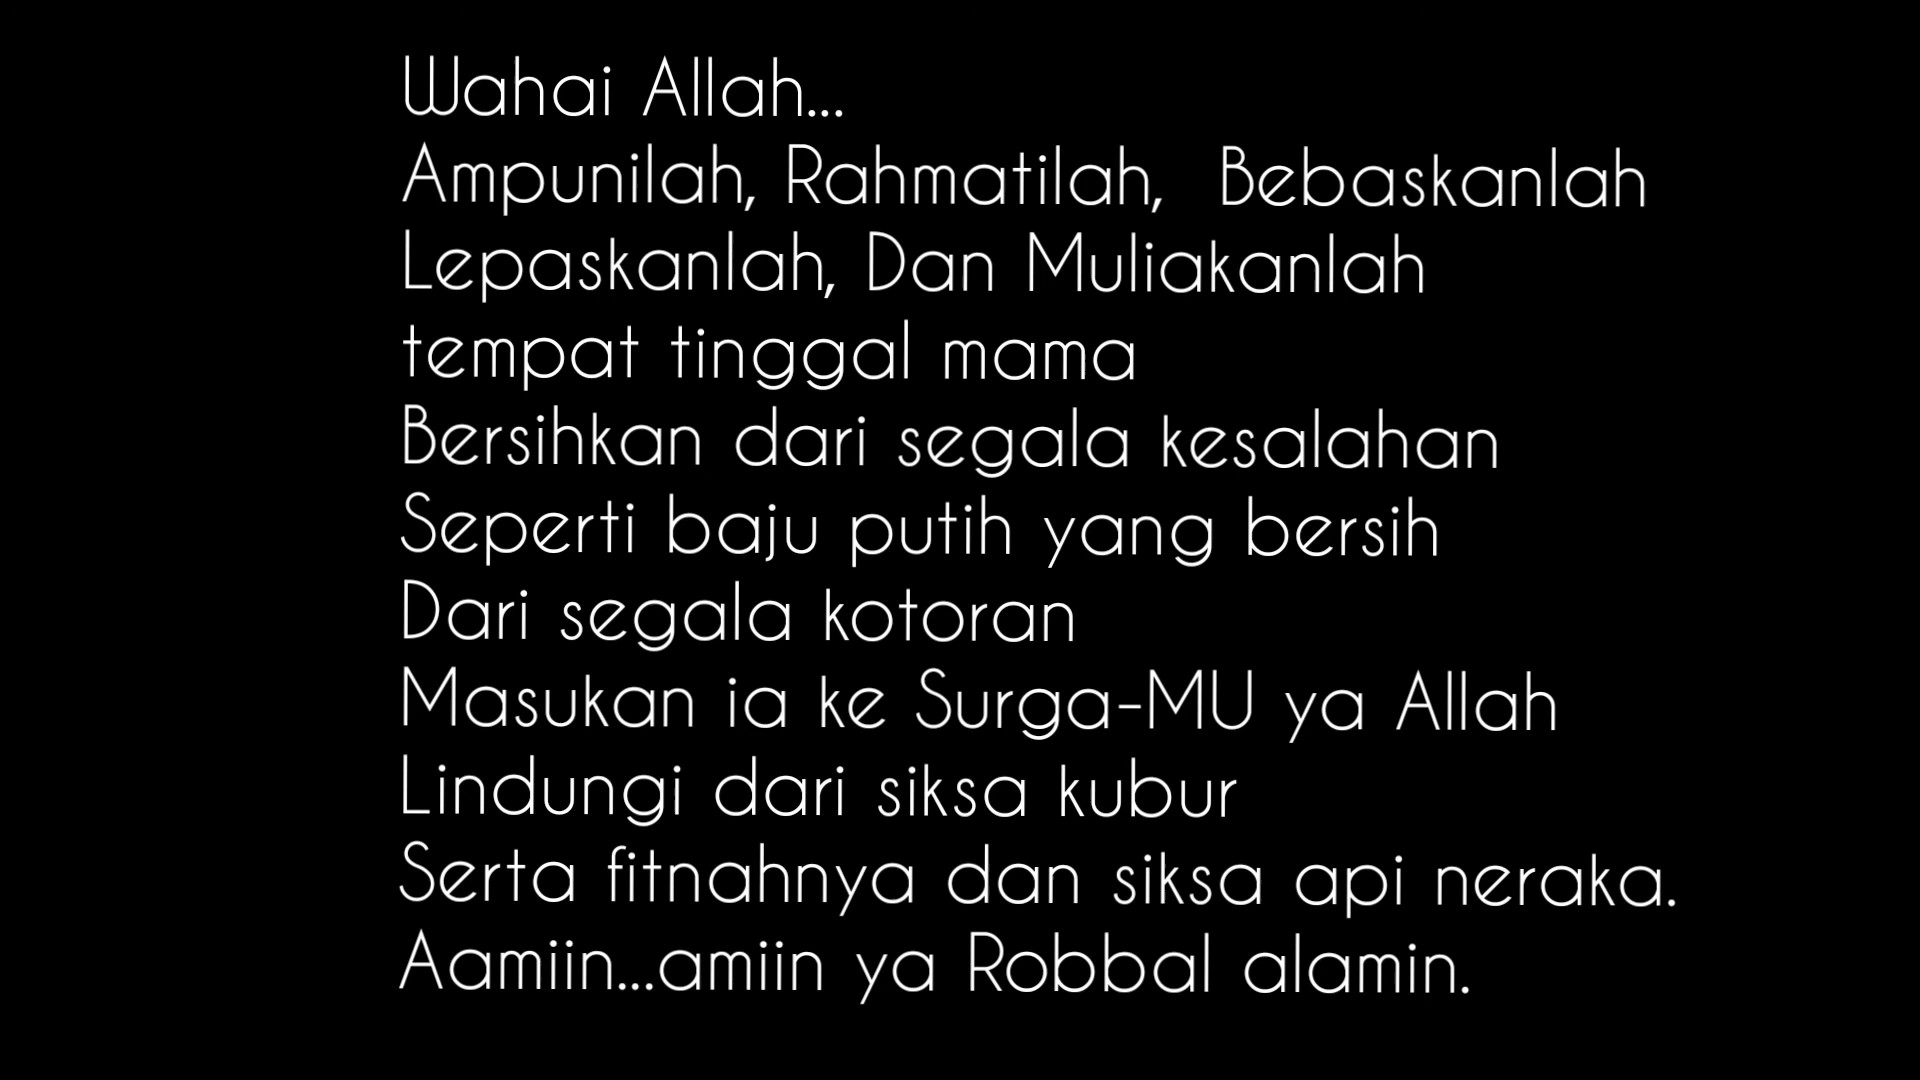 Wahai Allah...
Ampunilah, Rahmatilah, Bebaskanlah
Lepaskanlah, Dan Muliakanlah
tempat tinggal mama
Bersihkan dari segala kesalahan
Seperti baju putih yang bersih
Dari segala kotoran
Masukan ia ke Surga-MU ya Allah
Lindungi dari siksa kubur
Serta fitnahnya dan siksa api neraka.
Aamiin...amiin ya Robbal alamin.